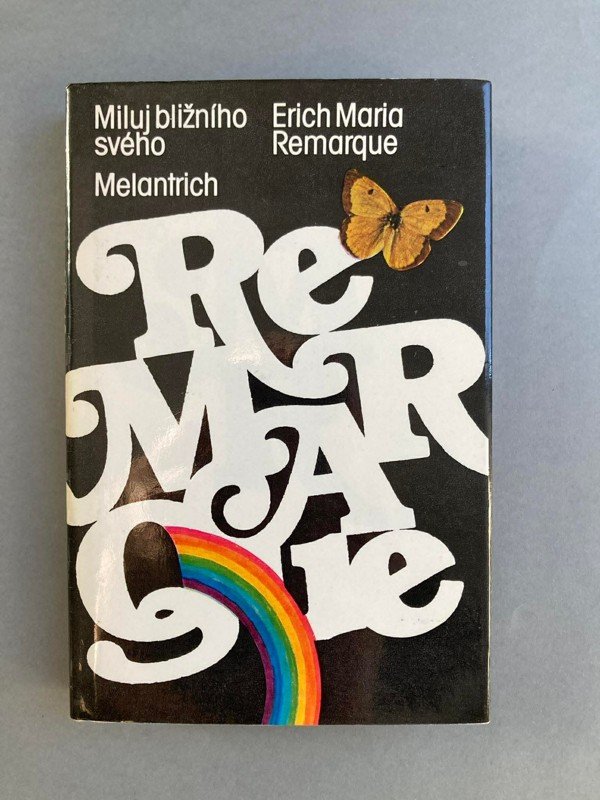 Miluj bližního svého
Erich Maria Remarque
Melantrich
Re
MAR
que